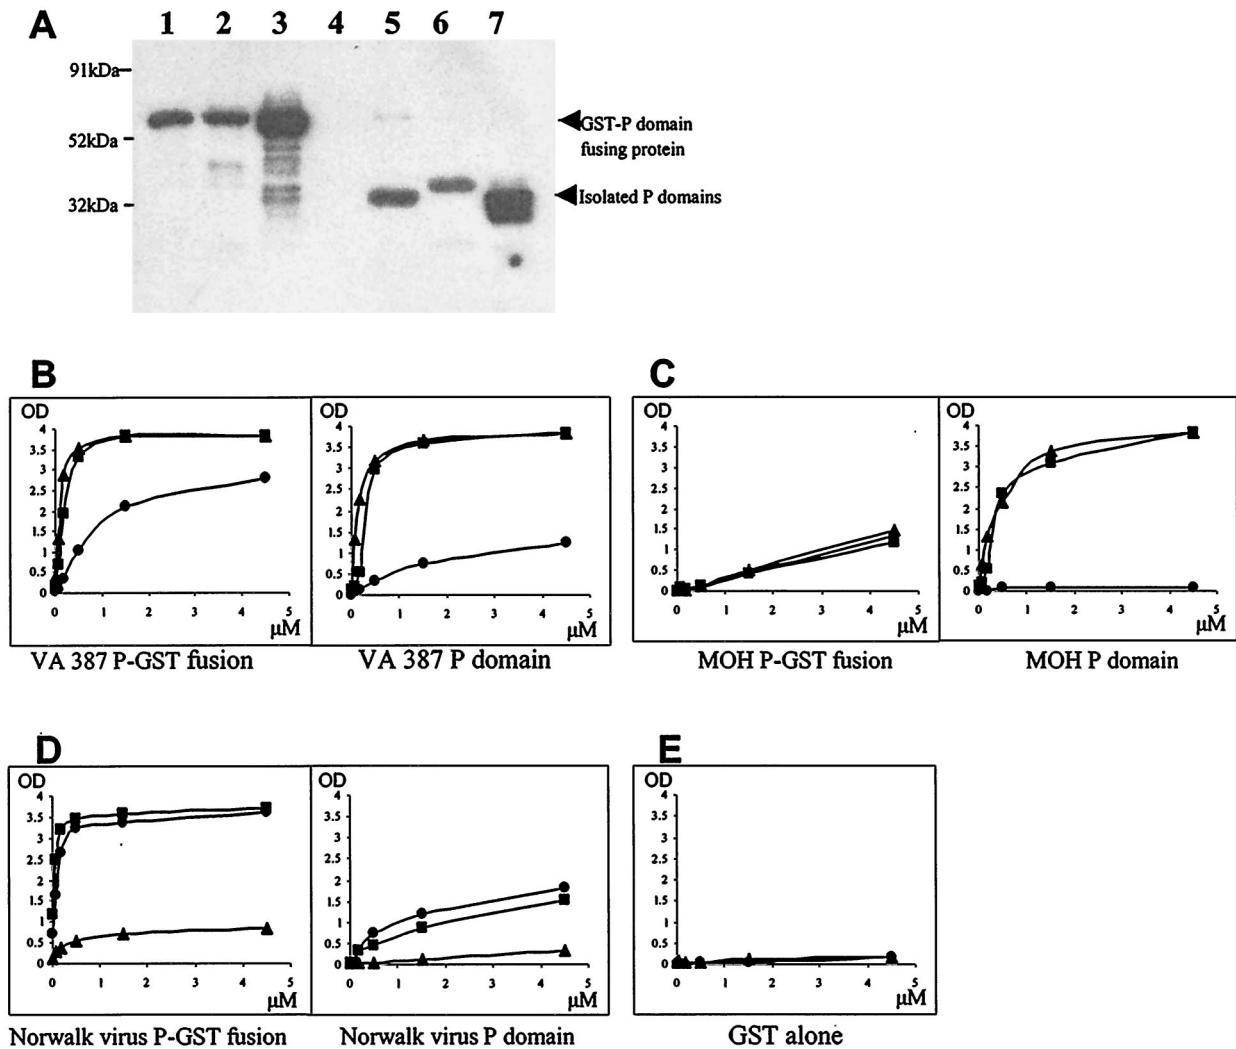 A
1 2 3 4 5 6 7
91kDa
52kDa
32kDa
GST-P domain
fusing protein
Isolated P domains
B
OD
4
3.5
3
2.5
2
1.5
1
0.5
0
0 1 2 3 4 5
μM
VA 387 P-GST fusion
OD
4
3.5
3
2.5
2
1.5
1
0.5
0
0 1 2 3 4 5
μM
VA 387 P domain
C
OD
4
3.5
3
2.5
2
1.5
1
0.5
0
0 1 2 3 4 5
μM
MOH P-GST fusion
OD
4
3.5
3
2.5
2
1.5
1
0.5
0
0 1 2 3 4 5
μM
MOH P domain
D
OD
4
3.5
3
2.5
2
1.5
1
0.5
0
0 1 2 3 4 5
μM
Norwalk virus P-GST fusion
OD
4
3.5
3
2.5
2
1.5
1
0.5
0
0 1 2 3 4 5
μM
Norwalk virus P domain
E
OD
4
3.5
3
2.5
2
1.5
1
0.5
0
0 1 2 3 4 5
μM
GST alone